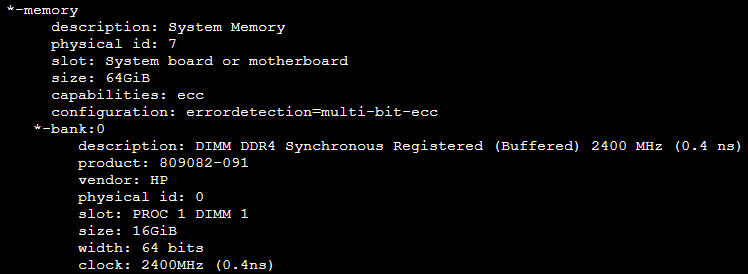 *-memory
description: System Memory
physical id: 7
slot: System board or motherboard
size: 64GiB
capabilities: ecc
configuration: errordetection=multi-bit-ecc
*-bank:0
description: DIMM DDR4 Synchronous Registered (Buffered) 2400 MHz (0.4 ns)
product: 809082-091
vendor: HP
physical id: 0
slot: PROC 1 DIMM 1
size: 16GiB
width: 64 bits
clock: 2400MHz (0.4ns)